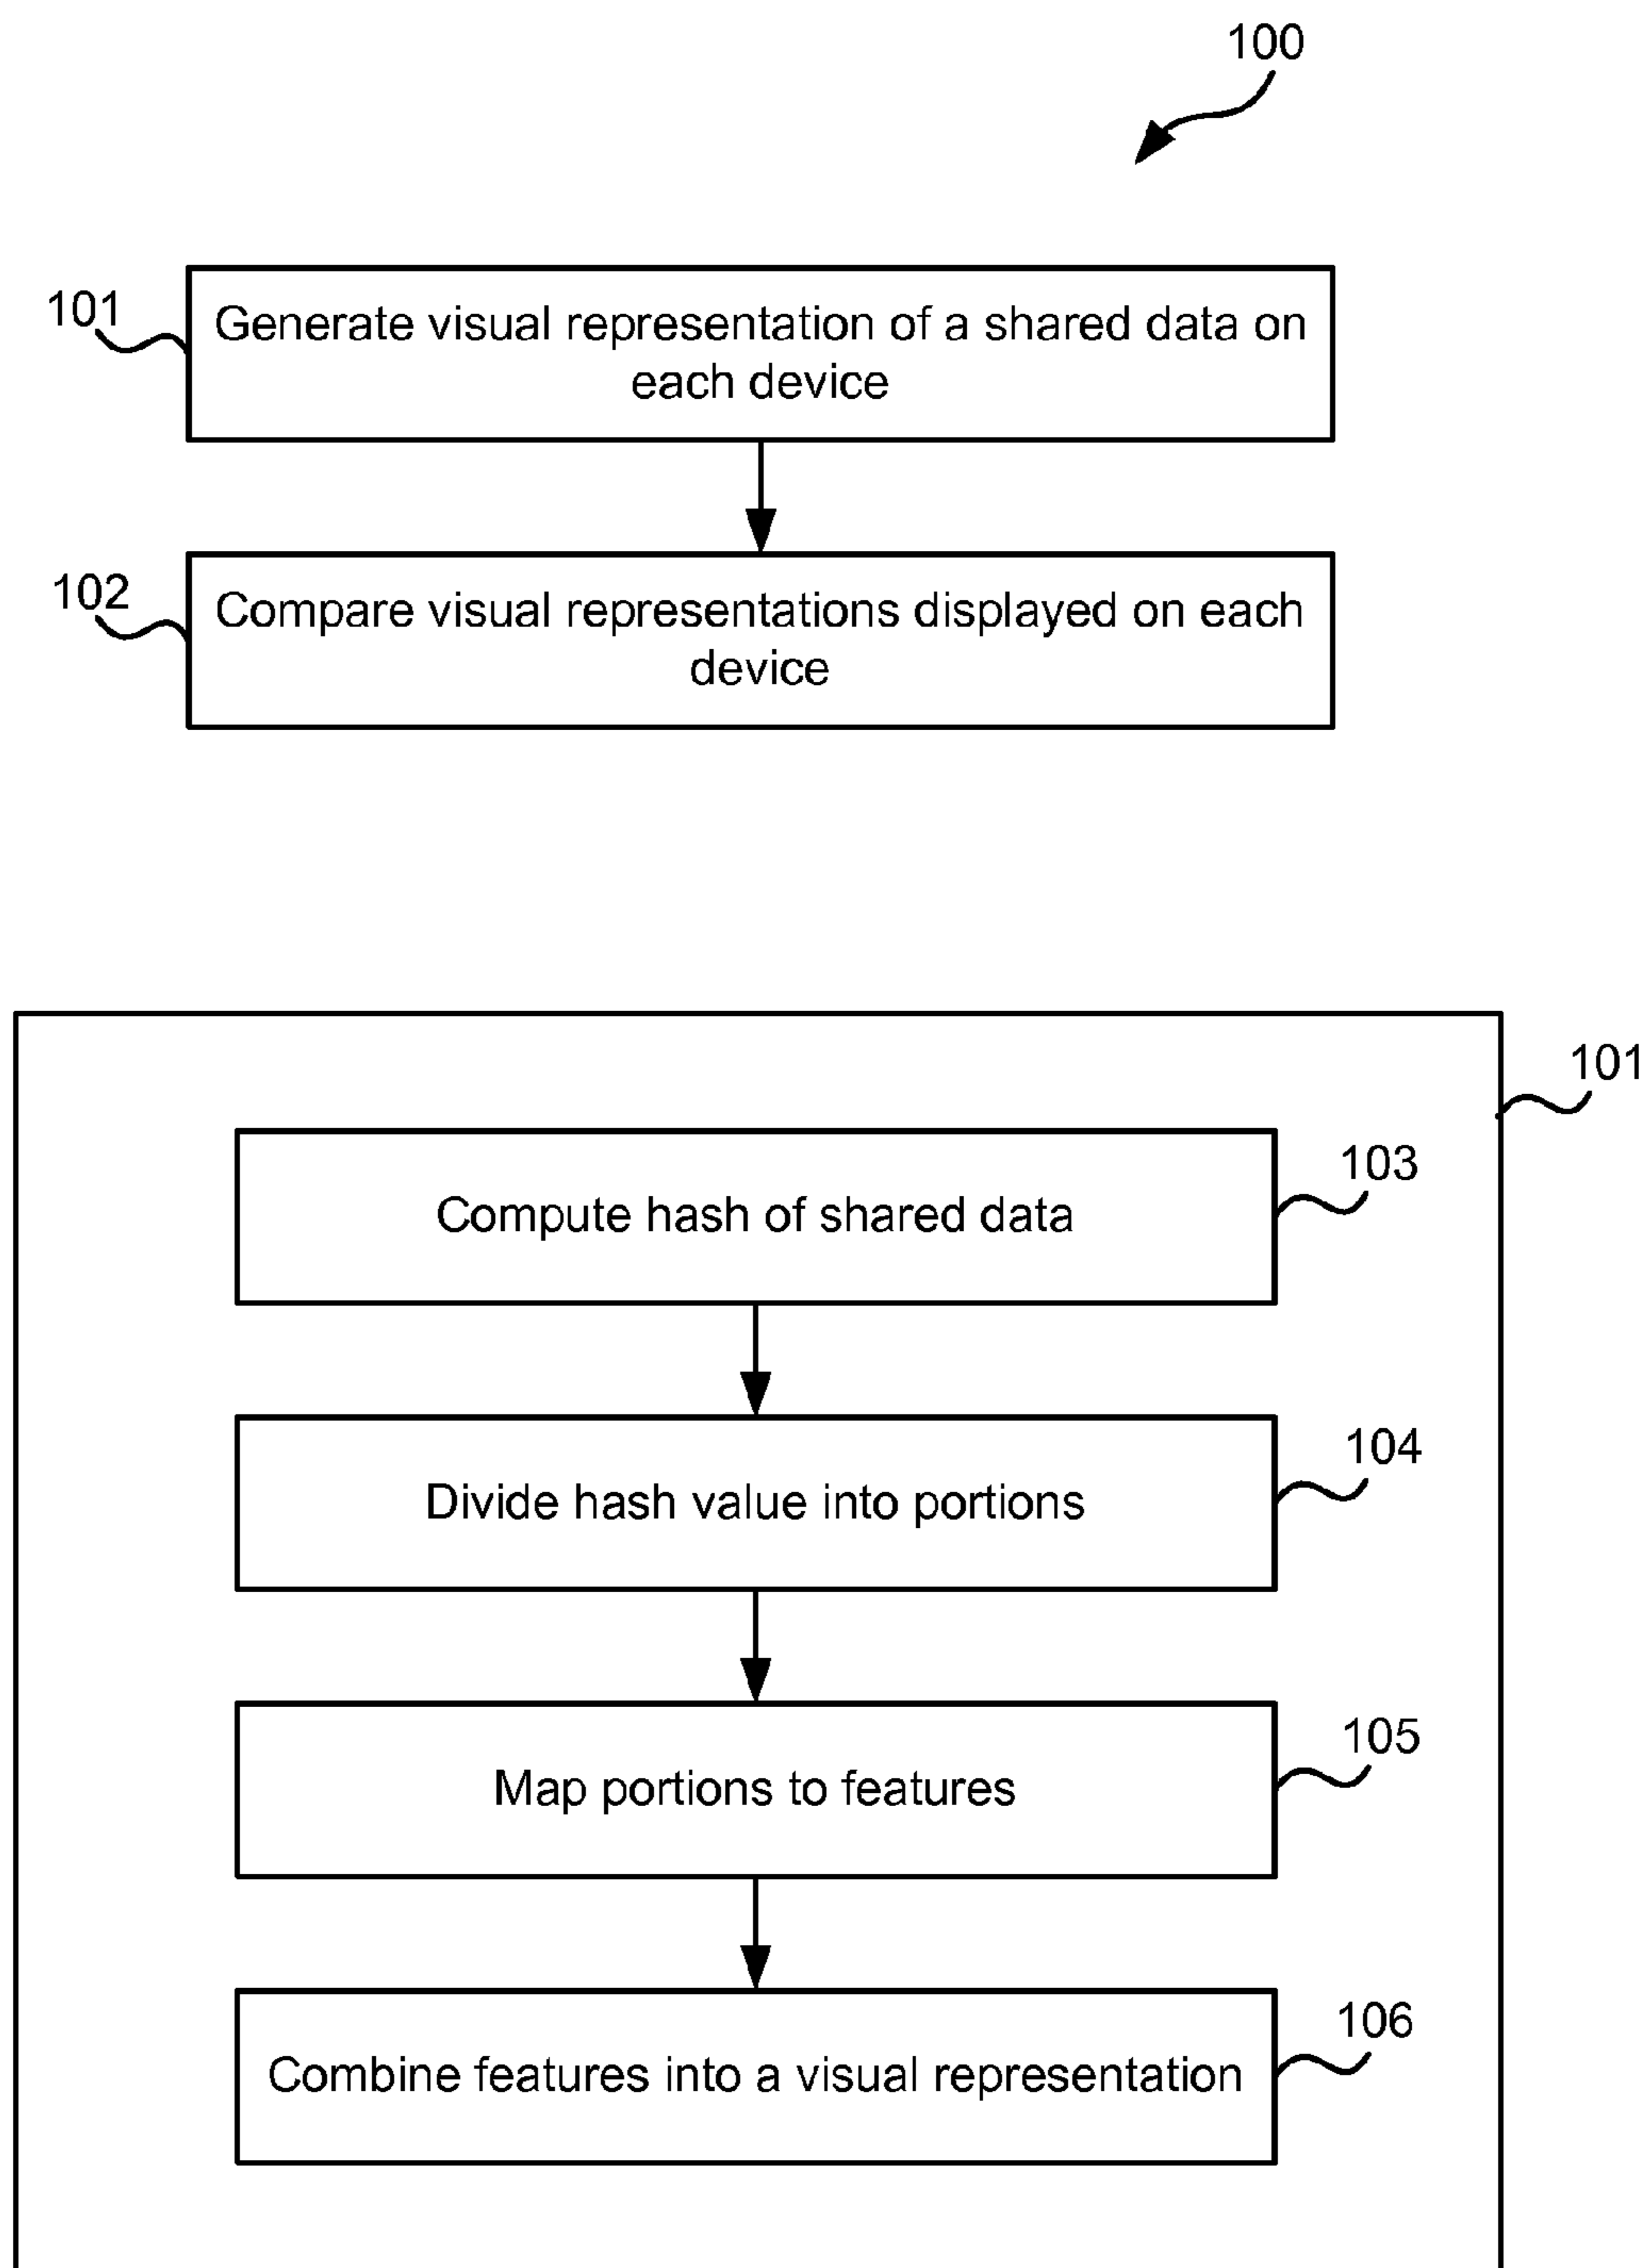 100
101
Generate visual representation of a shared data on
each device
102
Compare visual representations displayed on each
device
101
103
Compute hash of shared data
104
Divide hash value into portions
105
Map portions to features
106
Combine features into a visual representation